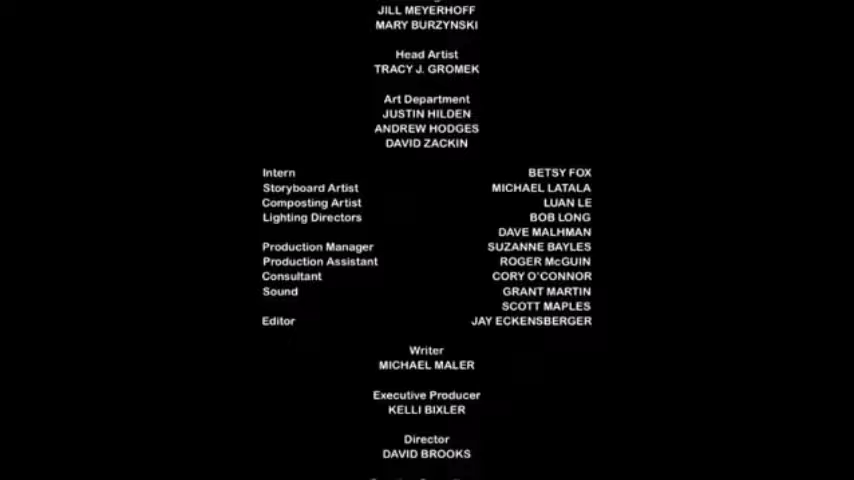 JILL MEYERHOFF
MARY BURZYNSKI
Head Artist
TRACY J. GROMEK
Art Department
JUSTIN HILDEN
ANDREW HODGES
DAVID ZACKIN
Intern BETSY FOX
Storyboard Artist MICHAEL LATALA
Composting Artist LUAN LE
Lighting Directors BOB LONG
DAVE MALHMAN
Production Manager SUZANNE BAYLES
Production Assistant ROGER McGUIN
Consultant CORY O'CONNOR
Sound GRANT MARTIN
SCOTT MAPLES
Editor JAY ECKENSBERGER
Writer
MICHAEL MALER
Executive Producer
KELLI BIXLER
Director
DAVID BROOKS